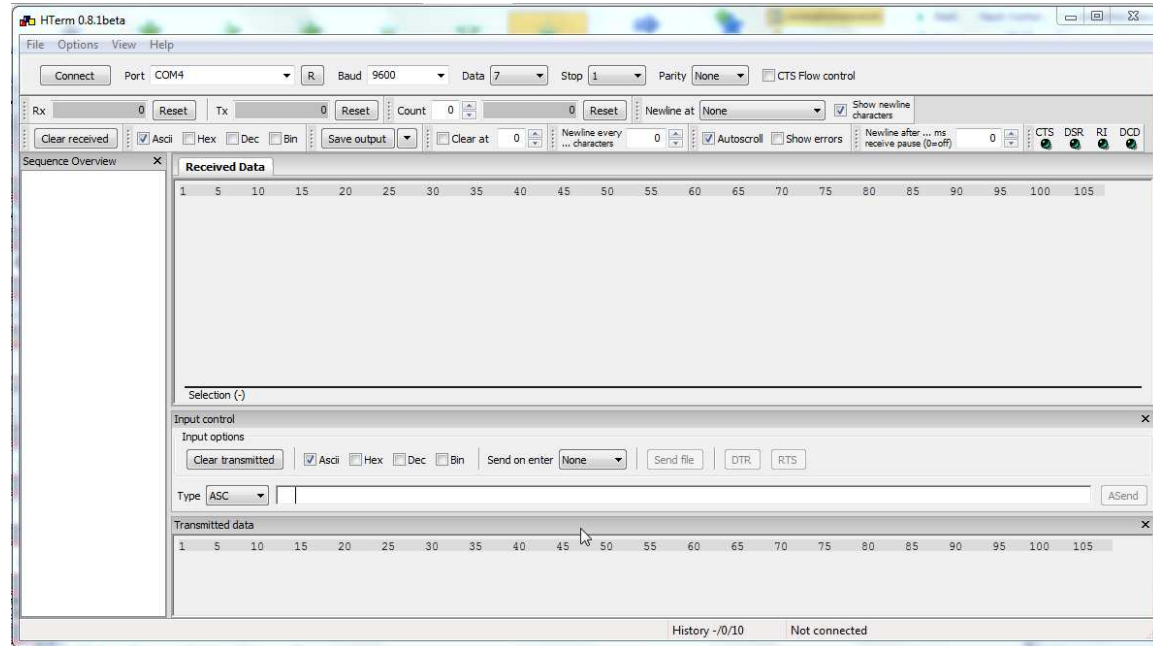 HTerm 0.8.1beta
File Options View Help
Connect Port COM4 R Baud 9600 Data 7 Stop 1 Parity None CTS Flow control
Rx 0 Reset Tx 0 Reset Count 0 0 Reset Newline at None Show newline characters
Clear received Ascii Hex Dec Bin Save output Clear at 0 Newline every ... characters 0 Autoscroll Show errors Newline after ... ms receive pause (0=off) 0 CTS DSR RI DCD
Sequence Overview X
Received Data
1 5 10 15 20 25 30 35 40 45 50 55 60 65 70 75 80 85 90 95 100 105
Selection (-)
Input control
Input options
Clear transmitted Ascii Hex Dec Bin Send on enter None Send file DTR RTS
Type ASC ASend
Transmitted data
1 5 10 15 20 25 30 35 40 45 50 55 60 65 70 75 80 85 90 95 100 105
History -/0/10 Not connected